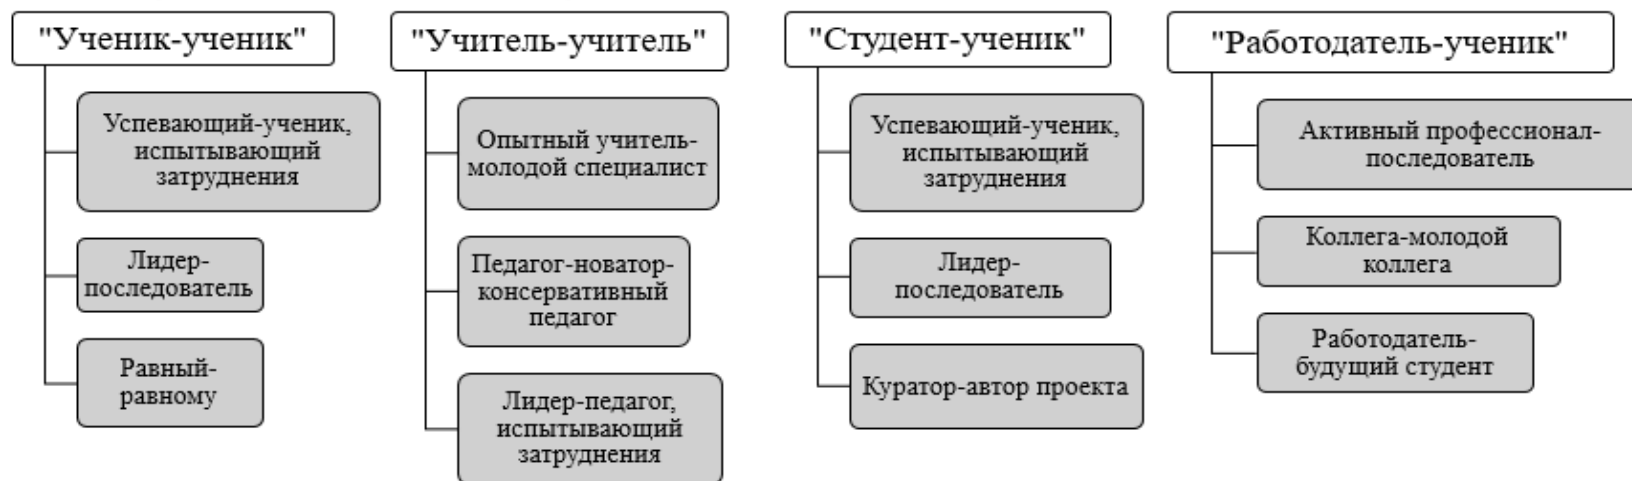 "Ученик-ученик"
Успевающий-ученик,
испытывающий
затруднения
Лидер-
последователь
Равный-
равному
"Учитель-учитель"
Опытный учитель-
молодой специалист
Педагог-новатор-
консервативный
педагог
Лидер-педагог,
испытывающий
затруднения
"Студент-ученик"
Успевающий-ученик,
испытывающий
затруднения
Лидер-
последователь
Куратор-автор проекта
"Работодатель-ученик"
Активный профессионал-
последователь
Коллега-молодой
коллега
Работодатель-
будущий студент